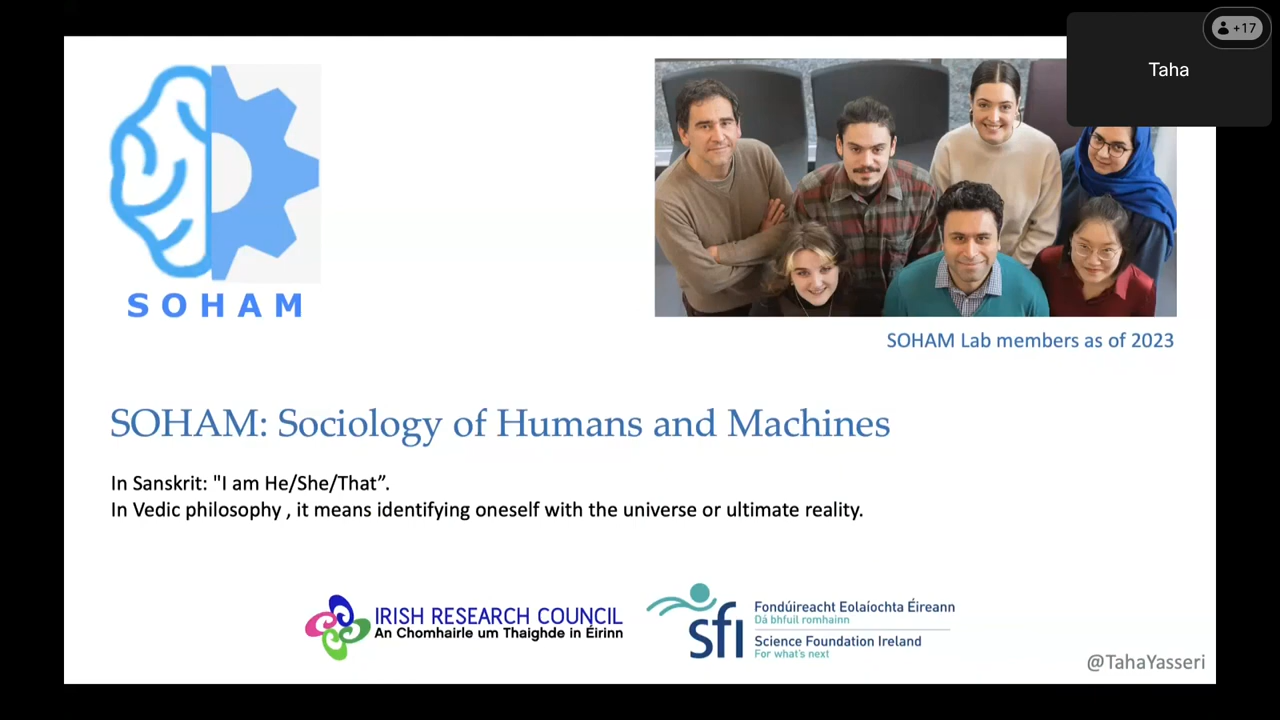 +17
Taha
SOHAM
SOHAM Lab members as of 2023
SOHAM: Sociology of Humans and Machines
In Sanskrit: "I am He/She/That”.
In Vedic philosophy , it means identifying oneself with the universe or ultimate reality.
IRISH RESEARCH COUNCIL
An Chomhairle um Thaighde in Éirinn
sfi
Fondúireacht Eolaíochta Éireann
Dá bhfuil romhainn
Science Foundation Ireland
For what's next
@TahaYasseri